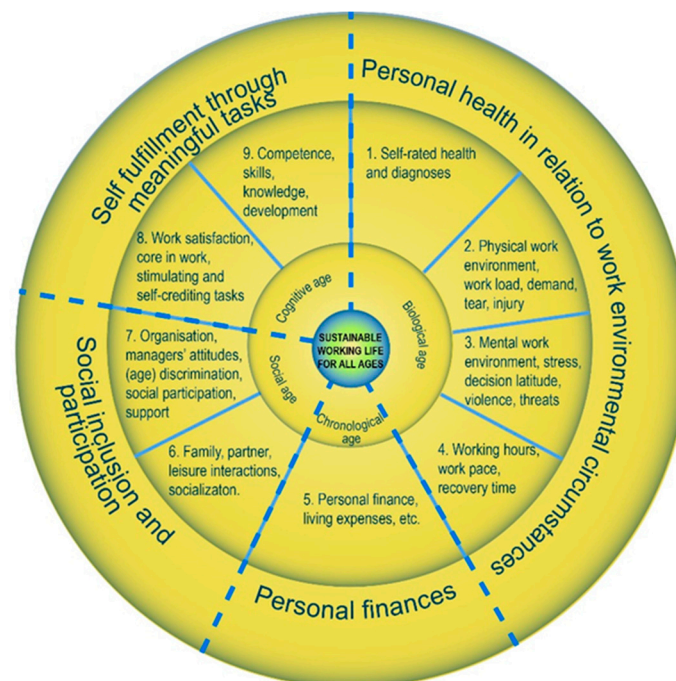 Self fulfillment through
meaningful tasks
Personal health in relation to work environmental circumstances
9. Competence,
skills,
knowledge,
development
1. Self-rated health
and diagnoses
8. Work satisfaction,
core in work,
stimulating and
self-crediting tasks
2. Physical work
environment,
work load, demand,
tear, injury
Cognitive age
Biological age
SUSTAINABLE
WORKING LIFE
FOR ALL AGES
7. Organisation,
managers' attitudes,
(age) discrimination,
social participation,
support
Social age
3. Mental work
environment, stress,
decision latitude,
violence, threats
Chronological
age
6. Family, partner,
leisure interactions,
socializaton.
4. Working hours,
work pace,
recovery time
5. Personal finance,
living expenses, etc.
Social inclusion and
participation
Personal finances